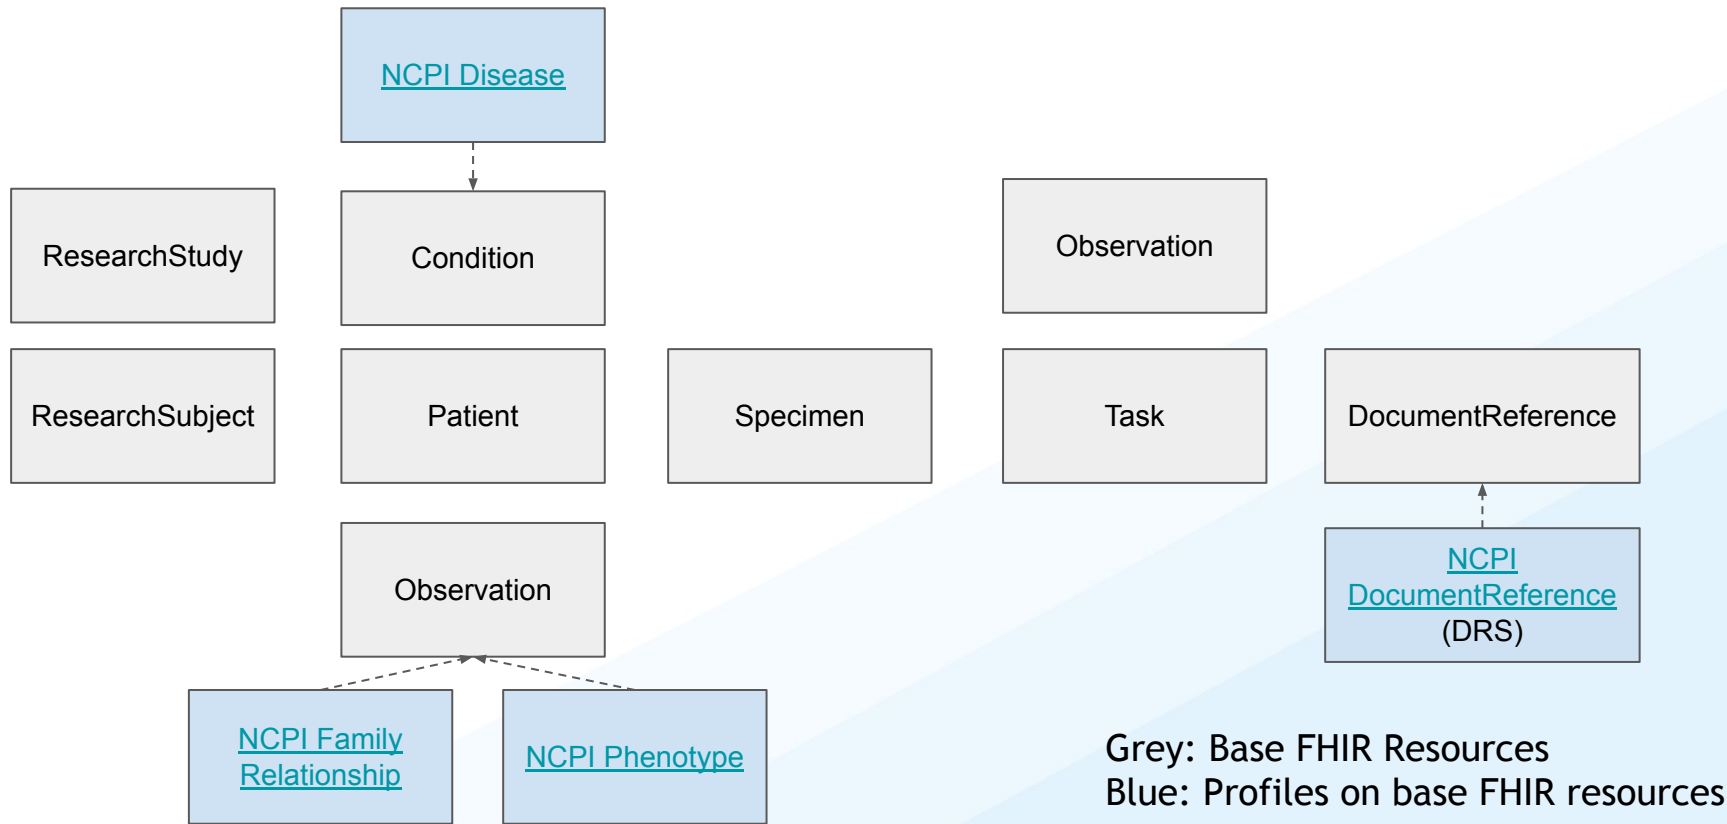 NCPI Disease
ResearchStudy
Condition
Observation
ResearchSubject
Patient
Specimen
Task
DocumentReference
Observation
NCPI
DocumentReference
(DRS)
NCPI Family
Relationship
NCPI Phenotype
Grey: Base FHIR Resources
Blue: Profiles on base FHIR resources